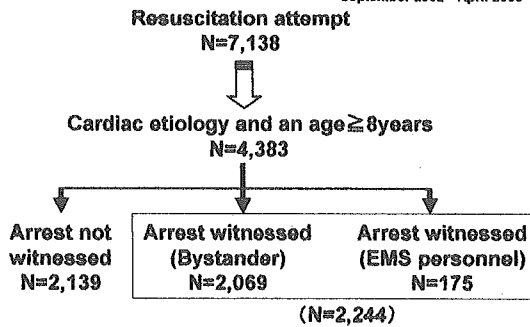 Resuscitation attempt
N=7,138
Cardiac etiology and an age≧8years
N=4,383
Arrest not
witnessed
N=2,139
Arrest witnessed
(Bystander)
N=2,069
Arrest witnessed
(EMS personnel)
N=175
(N=2,244)